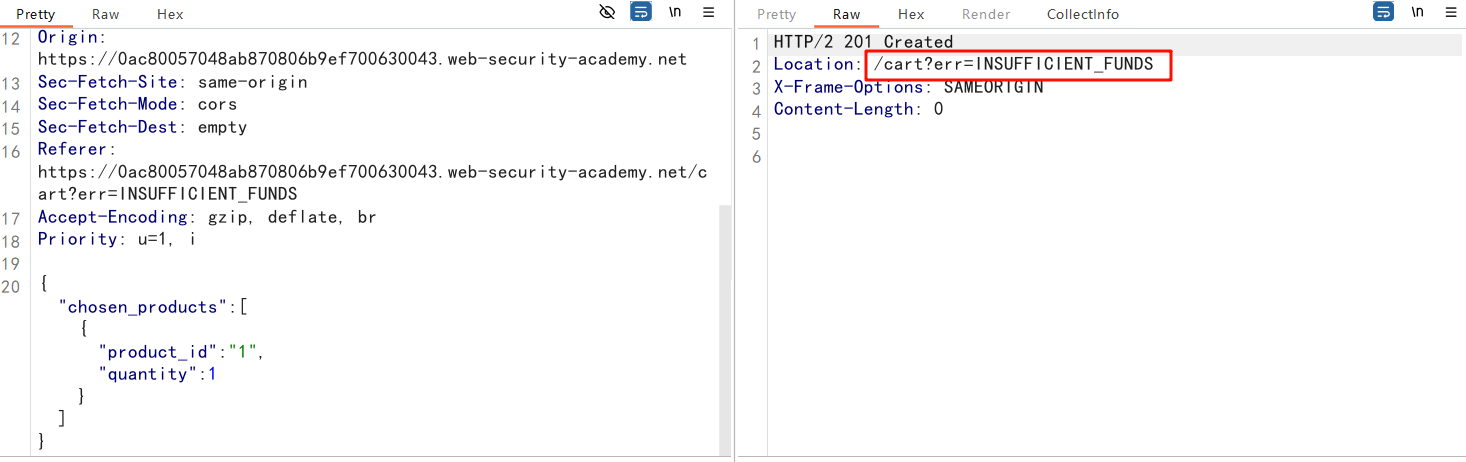 Pretty Raw Hex \n
12 Origin:
https://0ac80057048ab870806b9ef700630043.web-security-academy.net
13 Sec-Fetch-Site: same-origin
14 Sec-Fetch-Mode: cors
15 Sec-Fetch-Dest: empty
16 Referer:
https://0ac80057048ab870806b9ef700630043.web-security-academy.net/c
art?err=INSUFFICIENT_FUNDS
17 Accept-Encoding: gzip, deflate, br
18 Priority: u=1, i
19
20 {
"chosen_products":[
{
"product_id":"1",
"quantity":1
}
]
}
Pretty Raw Hex Render CollectInfo \n
1 HTTP/2 201 Created
2 Location: /cart?err=INSUFFICIENT_FUNDS
3 X-Frame-Options: SAMEORIGIN
4 Content-Length: 0
5
6